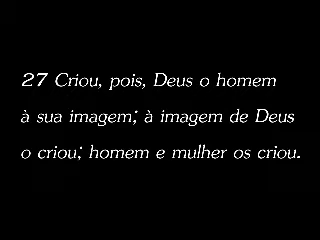 27 Criou, pois, Deus o homem
à sua imagem; à imagem de Deus
o criou; homem e mulher os criou.